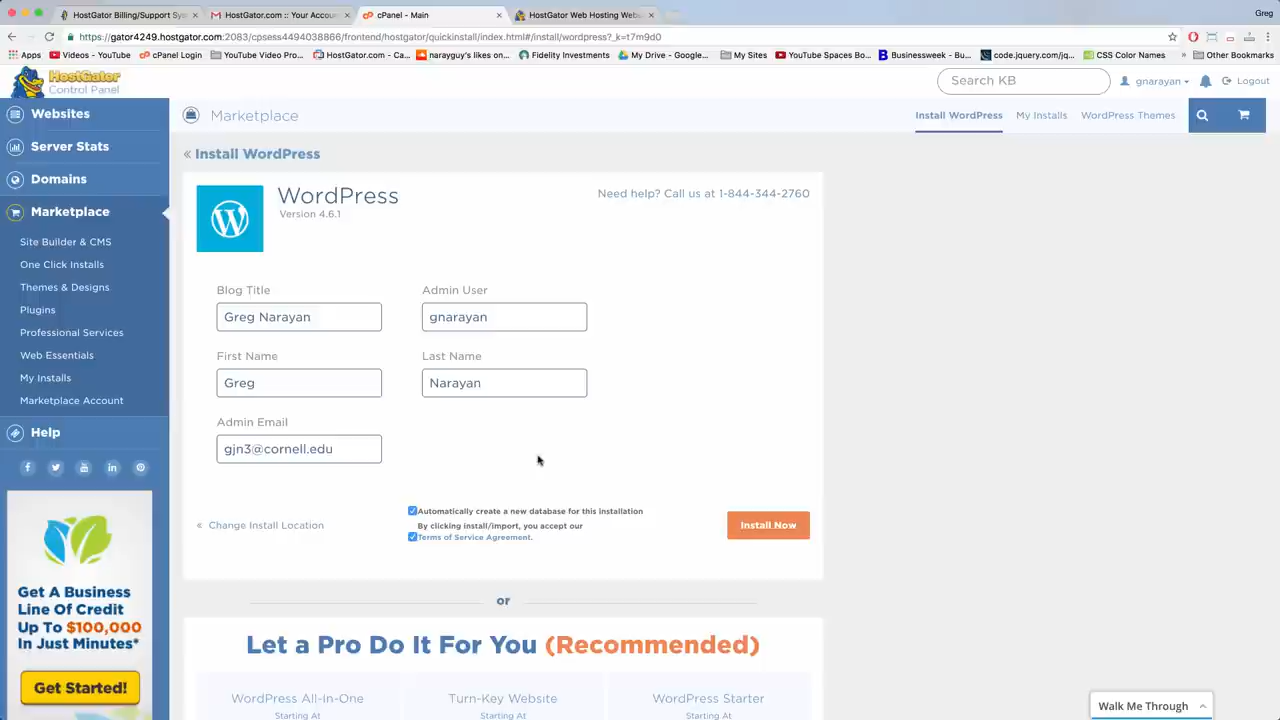 HostGator Billing/Support Sys
HostGator.com :: Your Accou
cPanel - Main
HostGator Web Hosting Webs
Greg
https://gator4249.hostgator.com:2083/cpsess4494038866/frontend/hostgator/quickinstall/index.html#/install/wordpress?_k=t7m9d0
Apps
Videos - YouTube
cPanel Login
YouTube Video Pro...
HostGator.com - Ca...
narayguy's likes on...
Fidelity Investments
My Drive - Google...
My Sites
YouTube Spaces Bo...
Businessweek - Bu...
code.jquery.com/jq...
CSS Color Names
Other Bookmarks
HostGator
Control Panel
Search KB
gnarayan
Logout
Websites
Server Stats
Domains
Marketplace
Site Builder & CMS
One Click Installs
Themes & Designs
Plugins
Professional Services
Web Essentials
My Installs
Marketplace Account
Help
Get A Business
Line Of Credit
Up To $100,000
In Just Minutes*
Get Started!
Marketplace
Install WordPress
My Installs
WordPress Themes
« Install WordPress
WordPress
Version 4.6.1
Need help? Call us at 1-844-344-2760
Blog Title
Admin User
Greg Narayan
gnarayan
First Name
Last Name
Greg
Narayan
Admin Email
gjn3@cornell.edu
« Change Install Location
Automatically create a new database for this installation
By clicking install/import, you accept our
Terms of Service Agreement.
Install Now
or
Let a Pro Do It For You (Recommended)
WordPress All-In-One
Starting At
Turn-Key Website
Starting At
WordPress Starter
Starting At
Walk Me Through